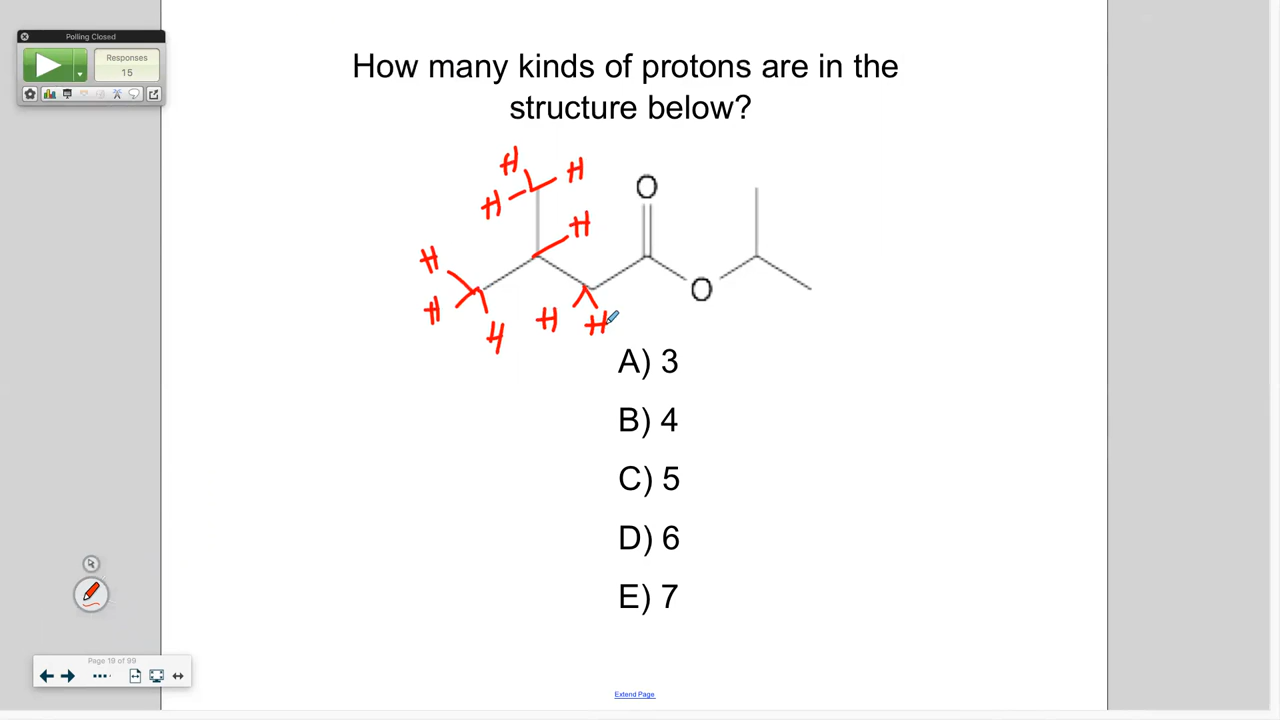 Polling Closed
Responses
15
How many kinds of protons are in the
structure below?
H
H
H
H
H
H
H
H
H
O
O
A) 3
B) 4
C) 5
D) 6
E) 7
Page 19 of 99
Extend Page